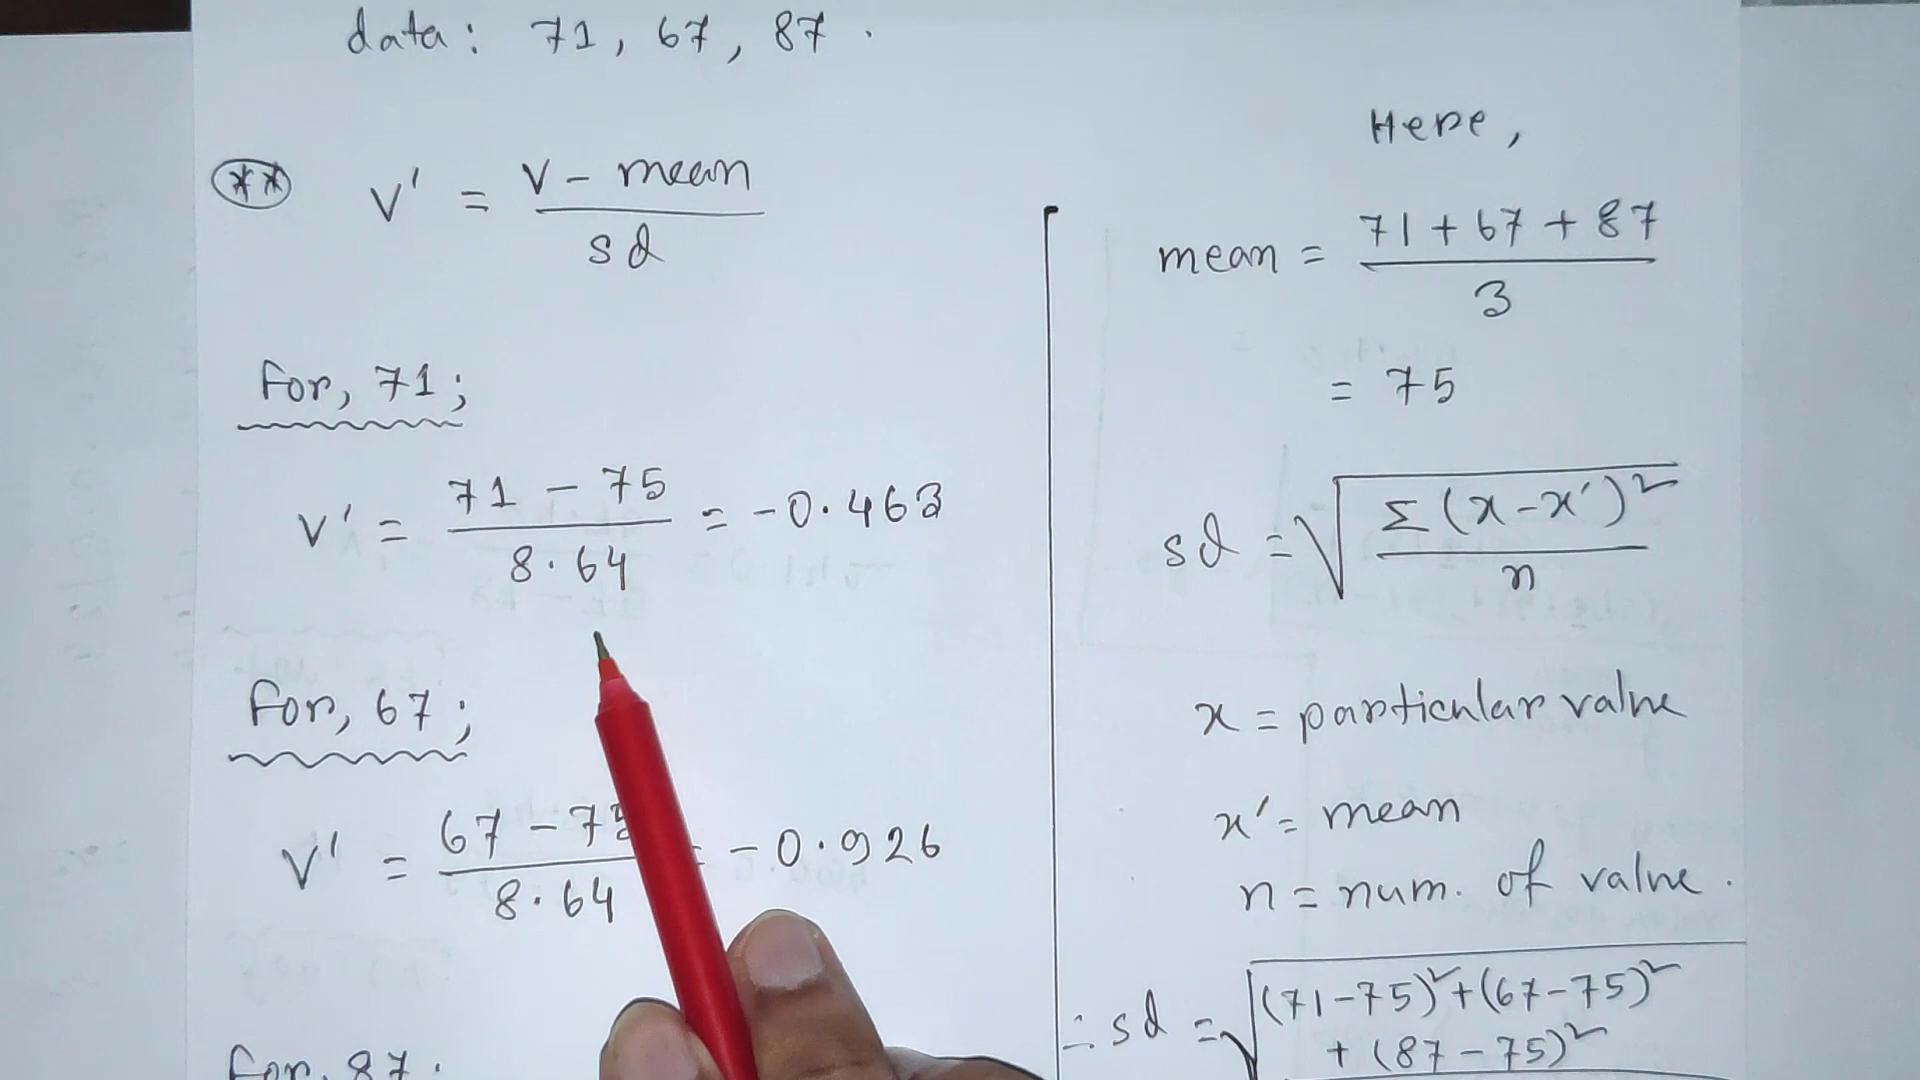 data: 71, 67, 87.
** v' = v - mean / sd
For, 71;
v' = 71 - 75 / 8.64 = -0.463
For, 67;
v' = 67 - 75 / 8.64 = -0.926
For, 87.
Here,
mean = 71 + 67 + 87 / 3
= 75
sd = √ Σ(x - x')² / n
x = particular value
x' = mean
n = num. of value.
∴ sd = √ (71-75)² + (67-75)²
+ (87-75)²